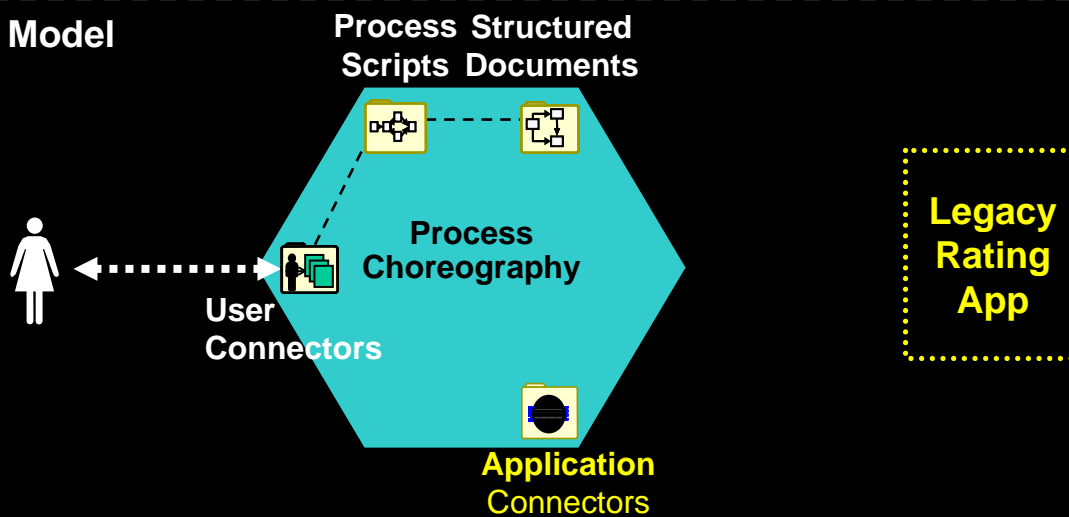 Model
Process Structured
Scripts Documents
Process
Choreography
User
Connectors
Legacy
Rating
App
Application
Connectors